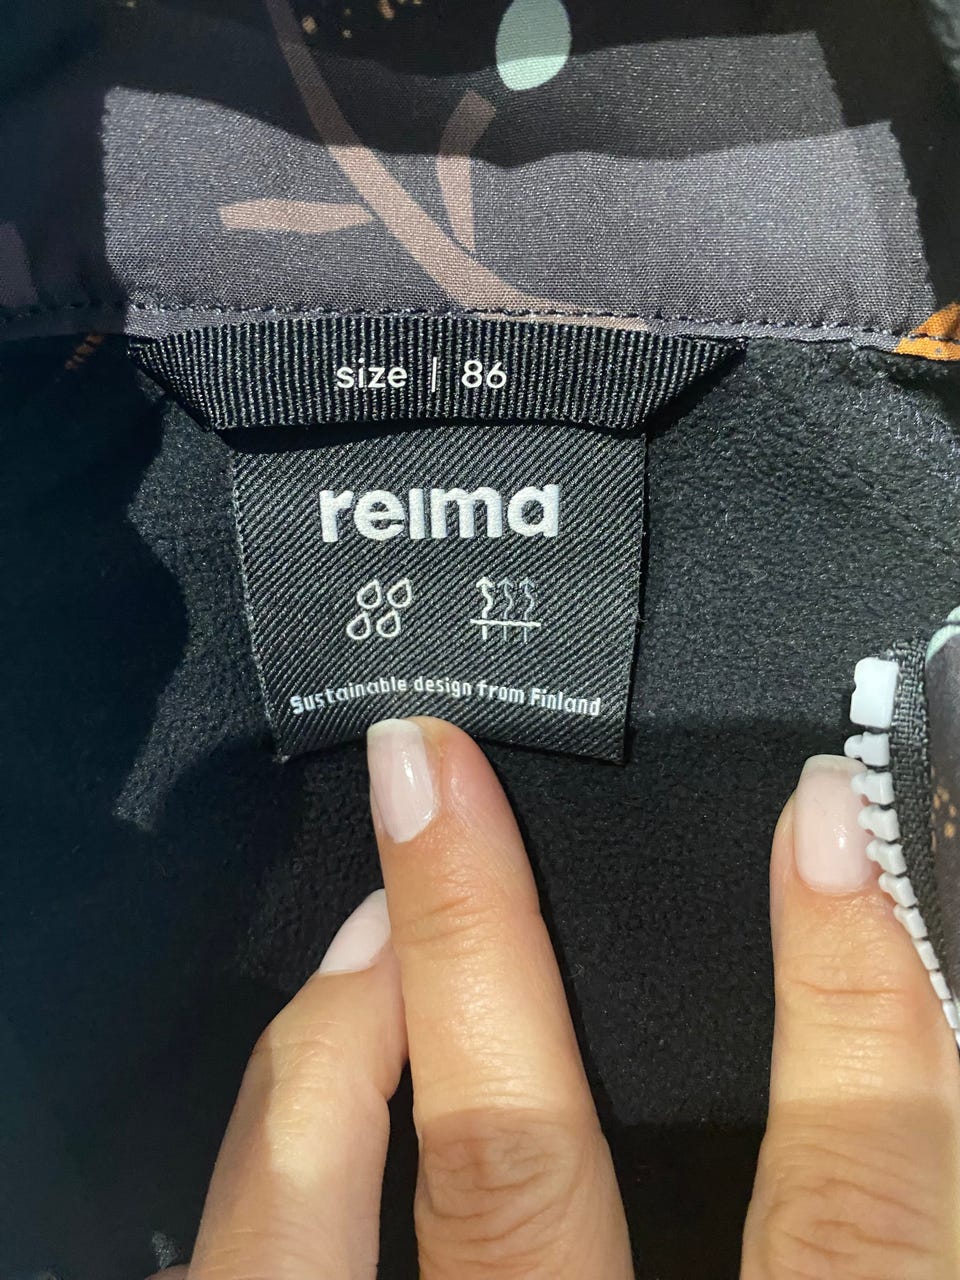 size | 86
reima
Sustainable design from Finland